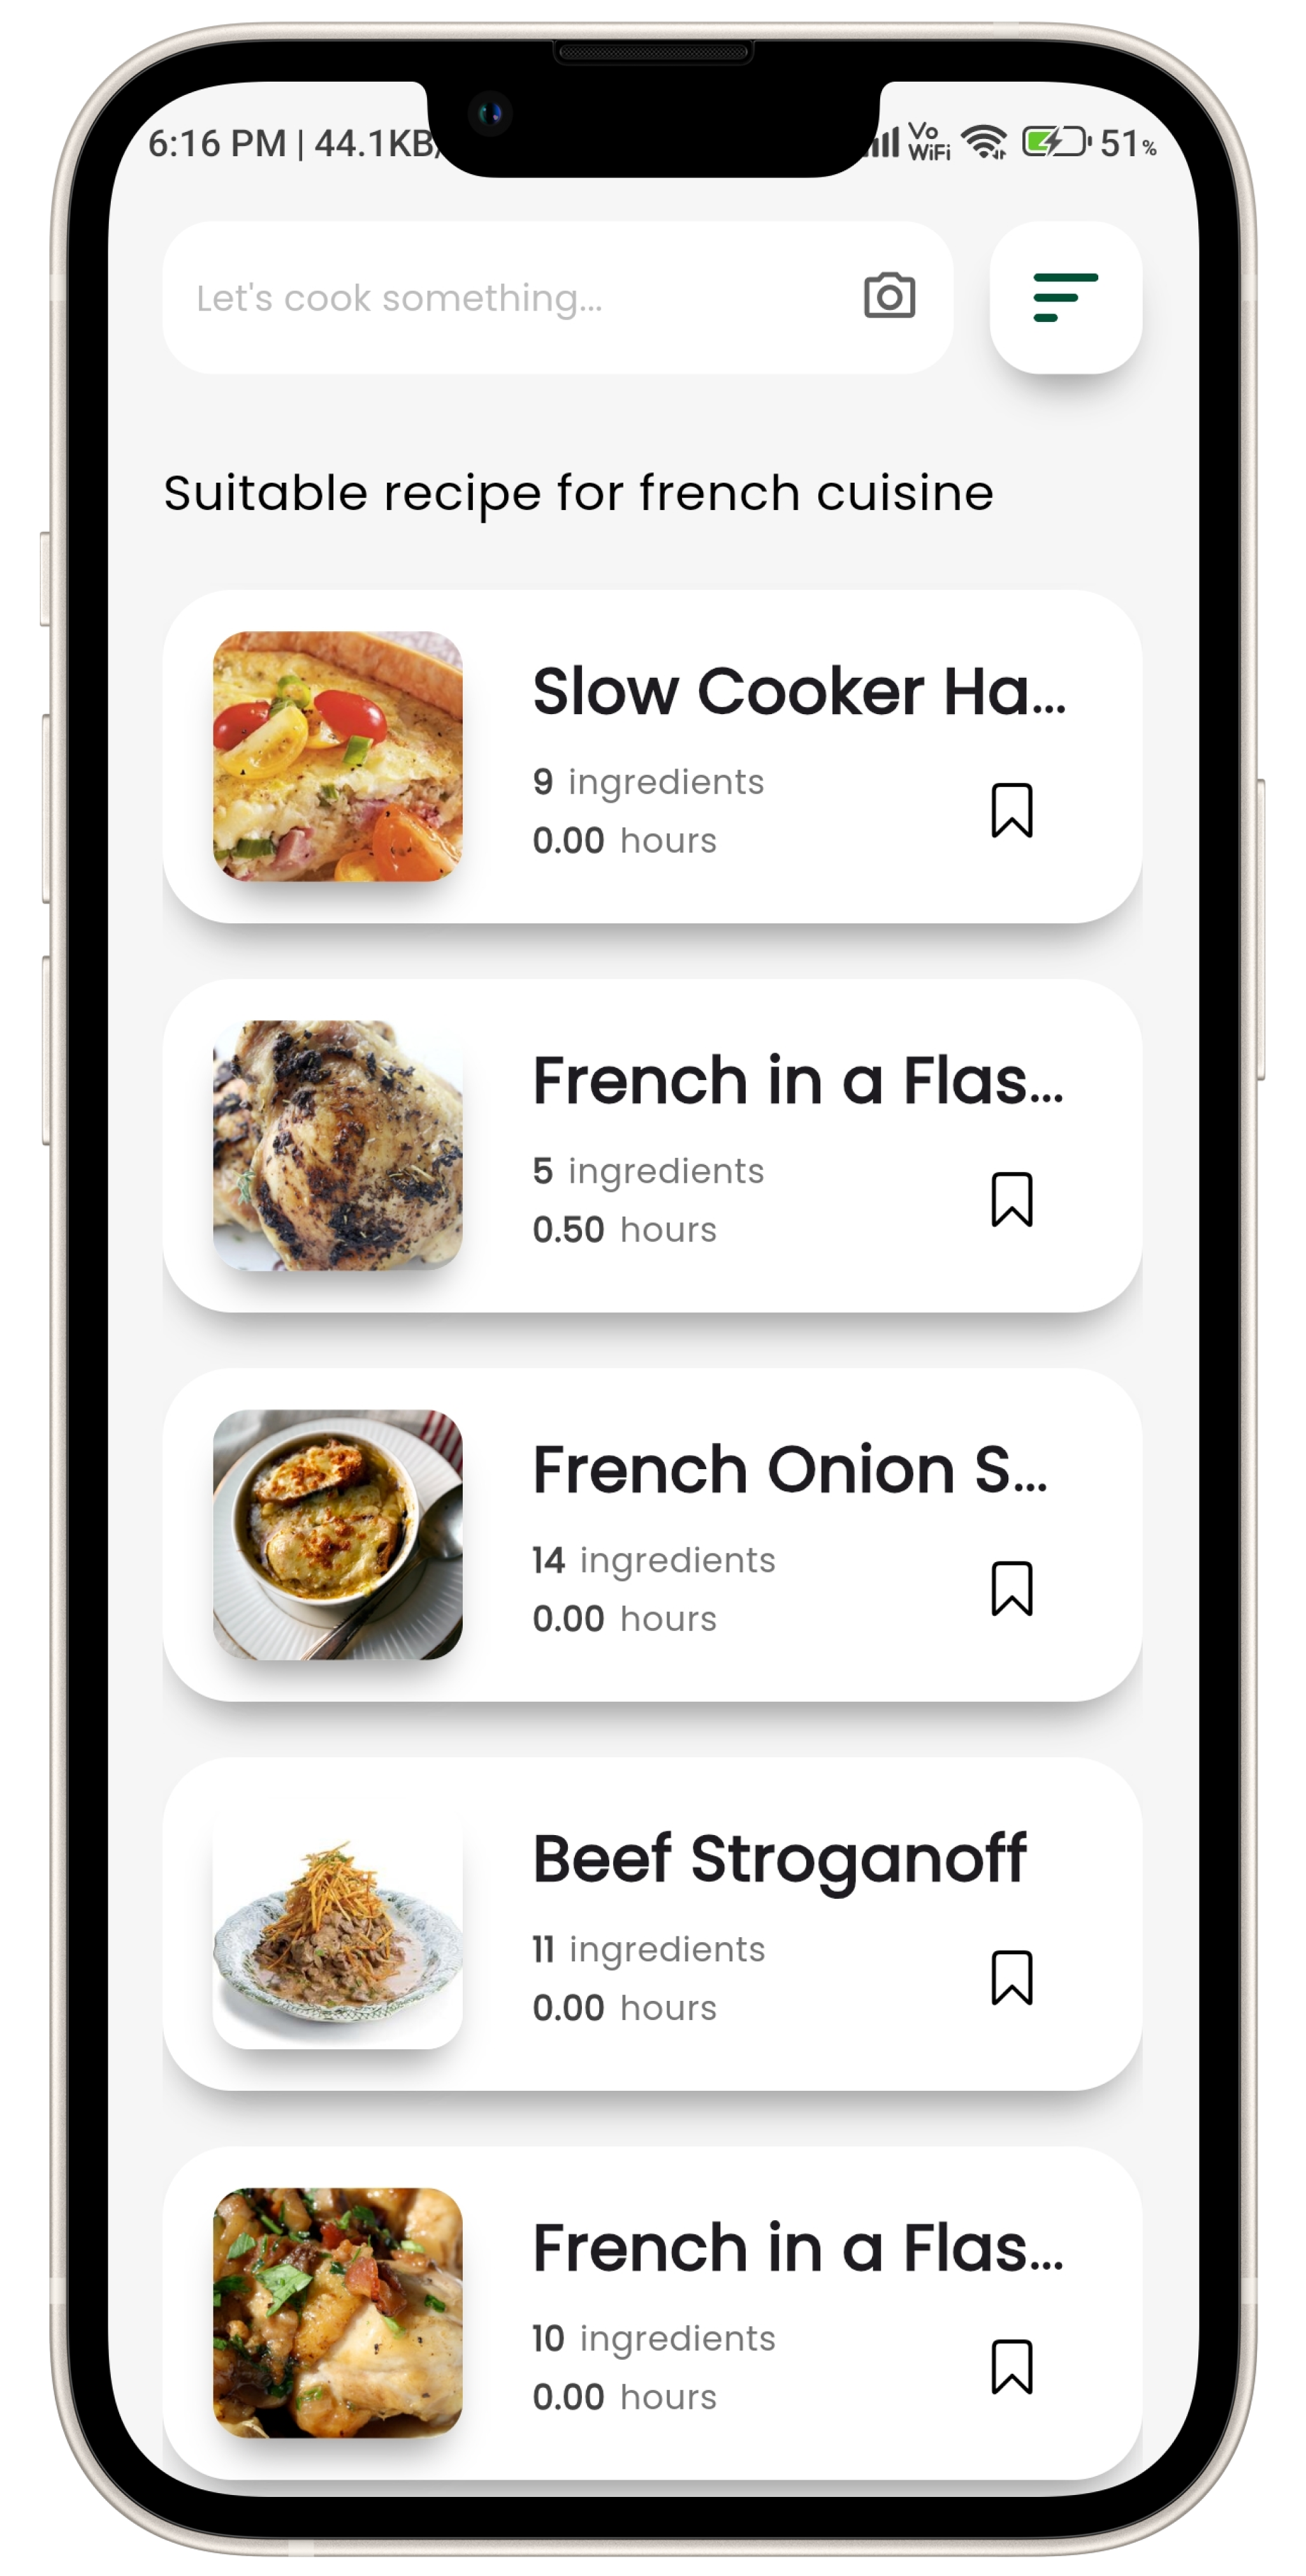 6:16 PM | 44.1KB/
Vo
WiFi
51%
Let's cook something...
Suitable recipe for french cuisine
Slow Cooker Ha...
9 ingredients
0.00 hours
French in a Flas...
5 ingredients
0.50 hours
French Onion S...
14 ingredients
0.00 hours
Beef Stroganoff
11 ingredients
0.00 hours
French in a Flas...
10 ingredients
0.00 hours